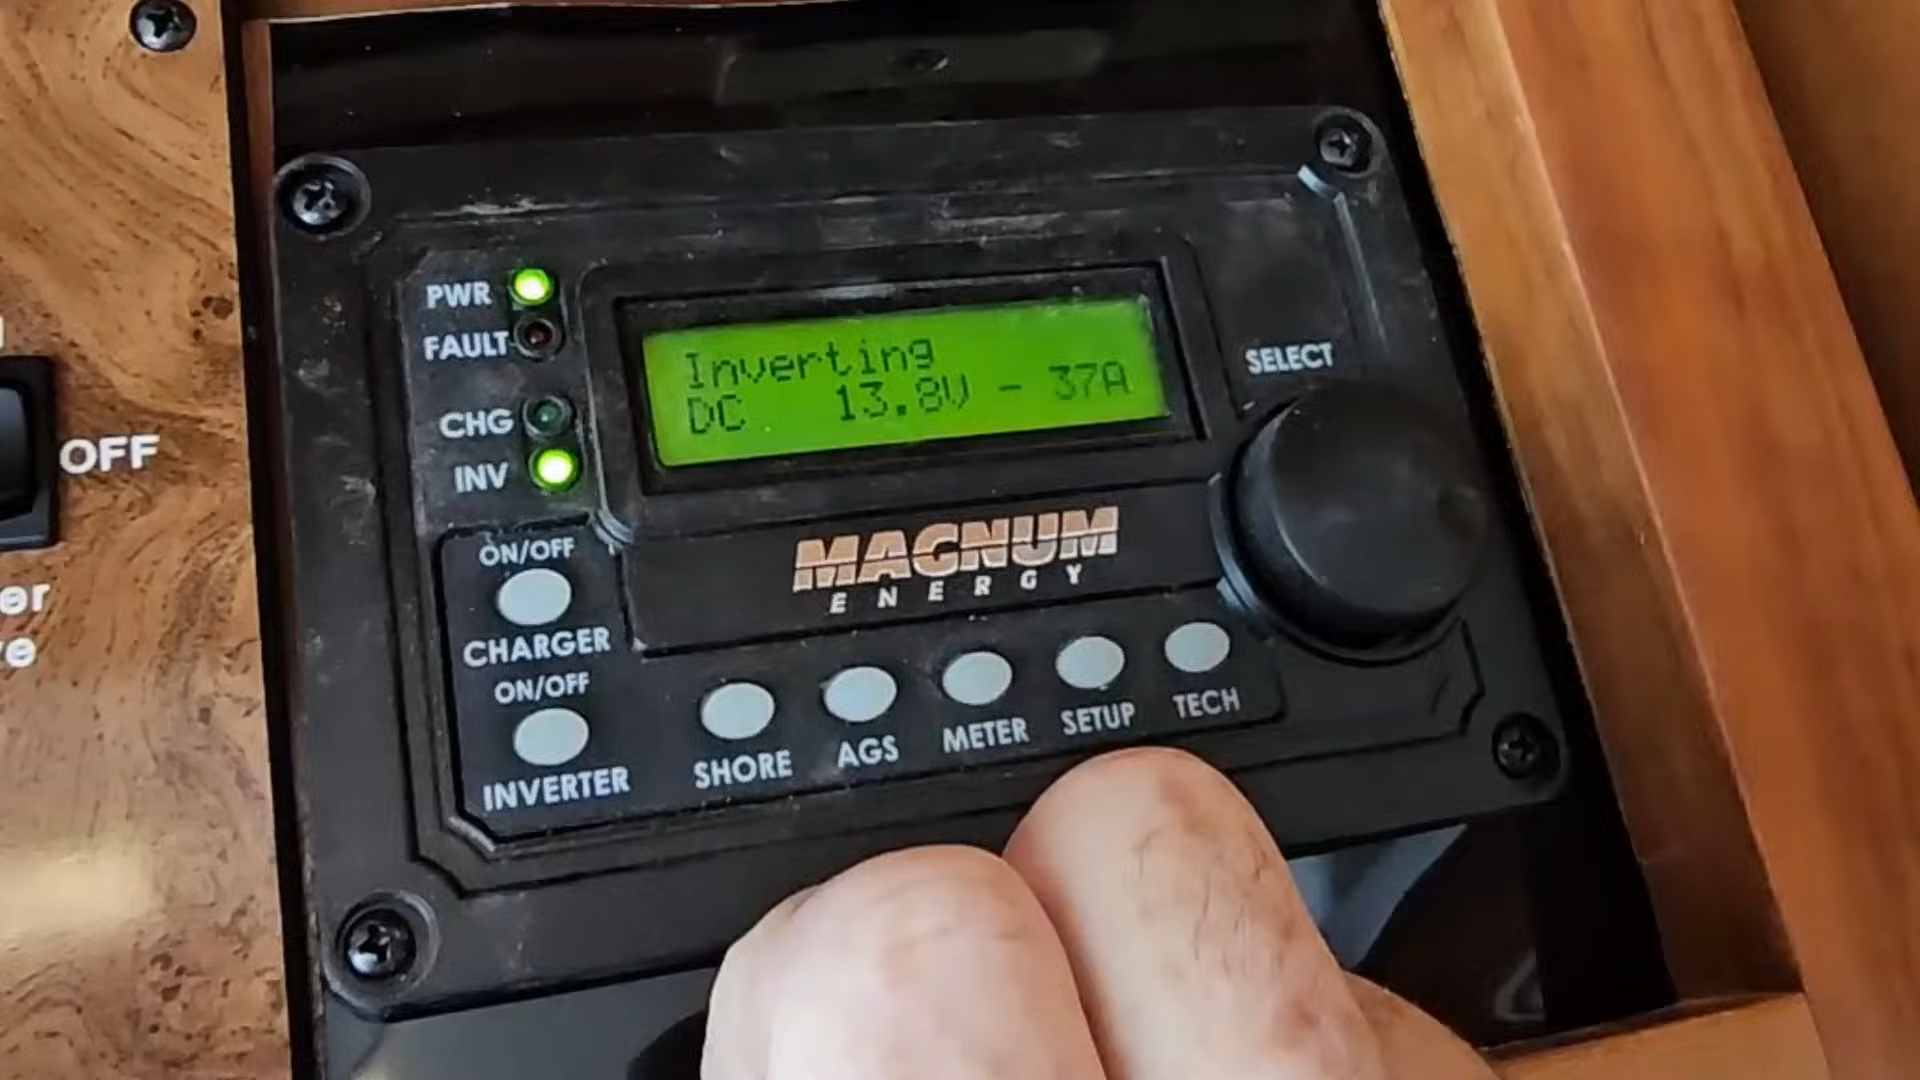 PWR
FAULT
CHG
INV
Inverting
DC 13.8V - 37A
SELECT
OFF
MAGNUM
ENERGY
ON/OFF
CHARGER
ON/OFF
INVERTER
SHORE
AGS
METER
SETUP
TECH